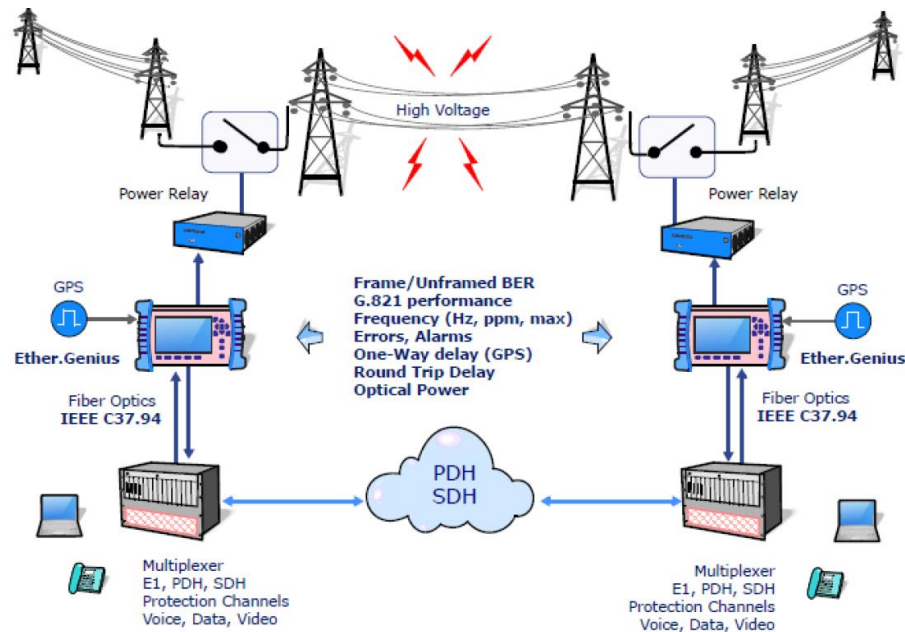 High Voltage
Power Relay
Power Relay
GPS
Ether.Genius
Frame/Unframed BER
G.821 performance
Frequency (Hz, ppm, max)
Errors, Alarms
One-Way delay (GPS)
Round Trip Delay
Optical Power
GPS
Ether.Genius
Fiber Optics
IEEE C37.94
Fiber Optics
IEEE C37.94
PDH
SDH
Multiplexer
E1, PDH, SDH
Protection Channels
Voice, Data, Video
Multiplexer
E1, PDH, SDH
Protection Channels
Voice, Data, Video